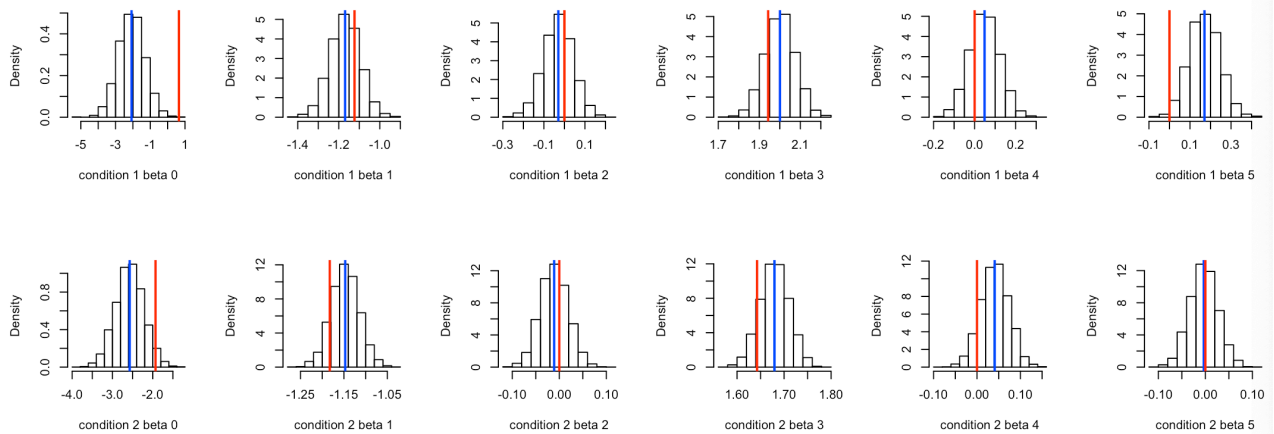 Density
0.0 0.2 0.4
-5 -3 -1 1
condition 1 beta 0
Density
0 1 2 3 4 5
-1.4 -1.2 -1.0
condition 1 beta 1
Density
0 1 2 3 4 5
-0.3 -0.1 0.1
condition 1 beta 2
Density
0 1 2 3 4 5
1.7 1.9 2.1
condition 1 beta 3
Density
0 1 2 3 4 5
-0.2 0.0 0.2
condition 1 beta 4
Density
0 1 2 3 4 5
-0.1 0.1 0.3
condition 1 beta 5
Density
0.0 0.4 0.8
-4.0 -3.0 -2.0
condition 2 beta 0
Density
0 4 8 12
-1.25 -1.15 -1.05
condition 2 beta 1
Density
0 4 8 12
-0.10 0.00 0.10
condition 2 beta 2
Density
0 4 8 12
1.60 1.70 1.80
condition 2 beta 3
Density
0 2 4 6 8 12
-0.10 0.00 0.10
condition 2 beta 4
Density
0 4 8 12
-0.10 0.00 0.10
condition 2 beta 5